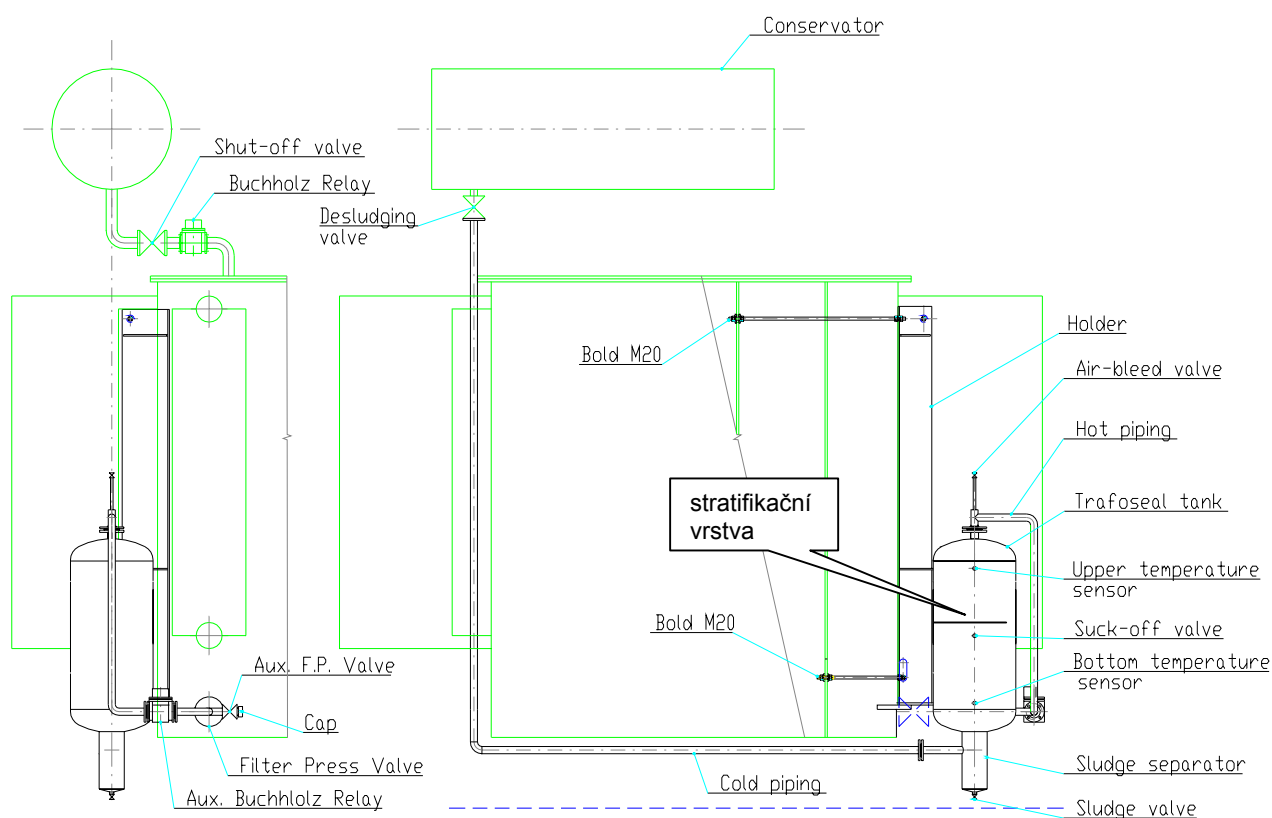 Conservator
Shut-off valve
Buchholz Relay
Desludging
valve
Holder
Bold M20
Air-bleed valve
Hot piping
stratifikační
vrstva
Trafoseal tank
Upper temperature
sensor
Bold M20
Suck-off valve
Aux. F.P. Valve
Bottom temperature
sensor
Cap
Filter Press Valve
Sludge separator
Cold piping
Aux. Buchhlolz Relay
Sludge valve